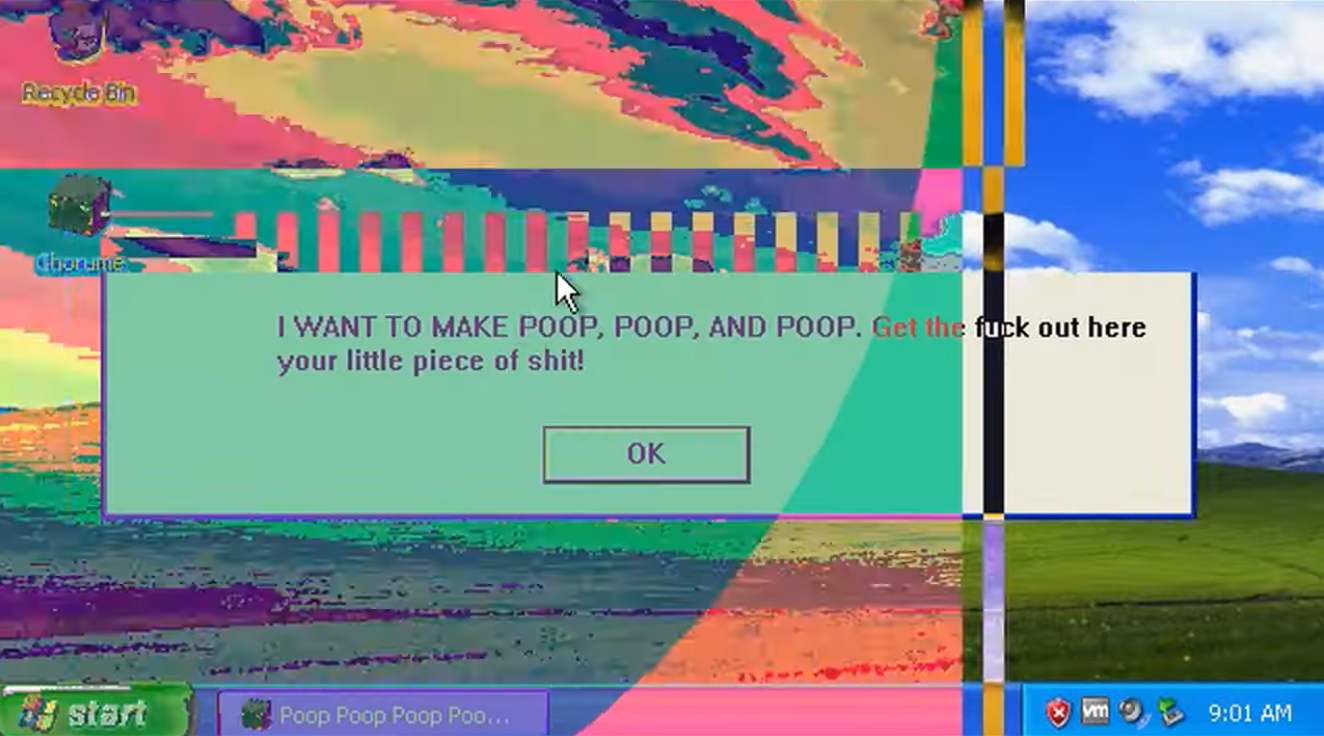 Recycle Bin
Chorume
I WANT TO MAKE POOP, POOP, AND POOP. Get the fuck out here
your little piece of shit!
OK
start
Poop Poop Poop Poo...
vm
9:01 AM